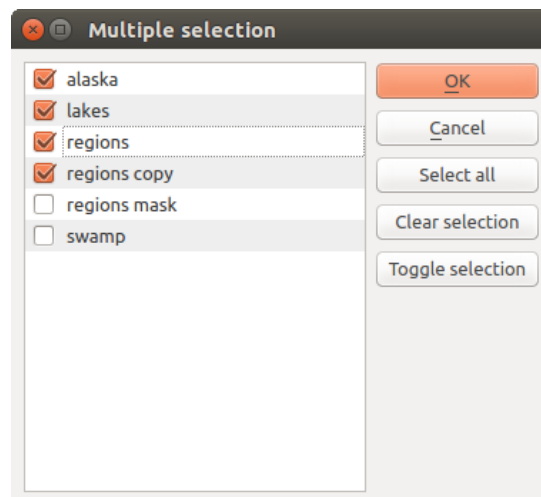 Multiple selection
alaska
lakes
regions
regions copy
regions mask
swamp
OK
Cancel
Select all
Clear selection
Toggle selection